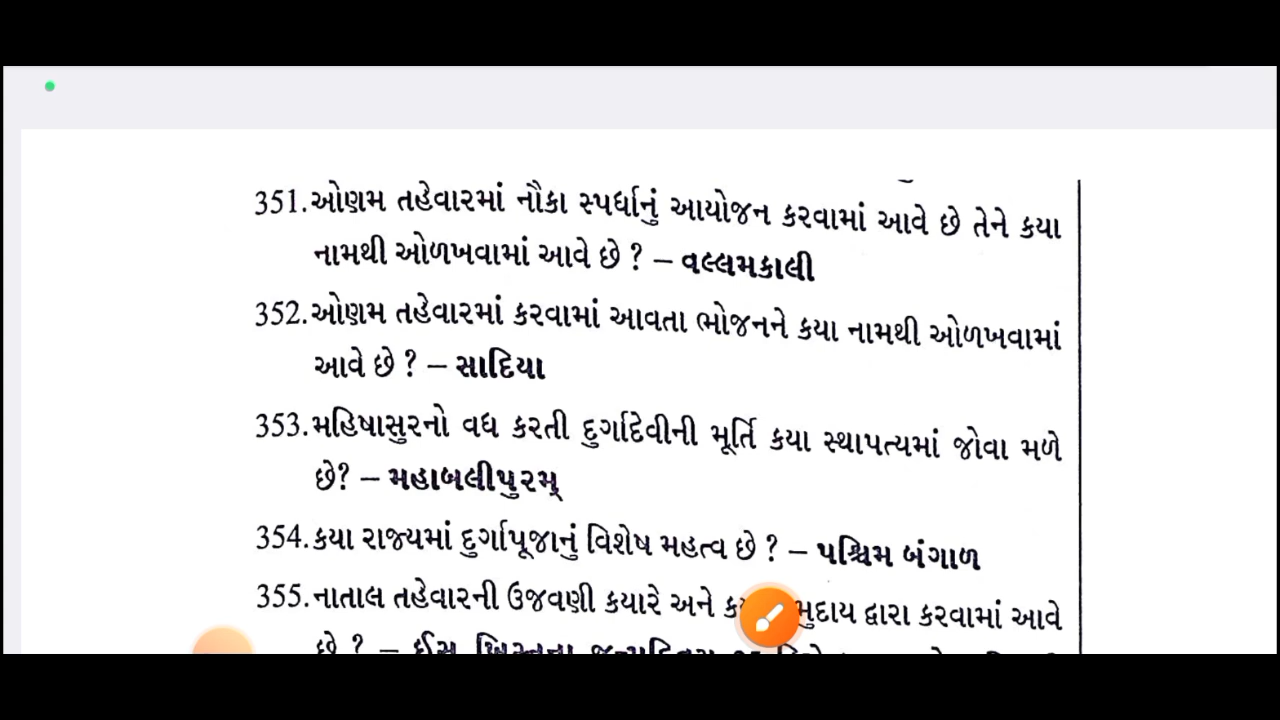 351. ઓણમ તહેવારમાં નૌકા સ્પર્ધાનું આયોજન કરવામાં આવે છે તેને કયા
નામથી ઓળખવામાં આવે છે ? – વલ્લમકાલી
352. ઓણમ તહેવારમાં કરવામાં આવતા ભોજનને કયા નામથી ઓળખવામાં
આવે છે ? – સાદિયા
353. મહિષાસુરનો વધ કરતી દુર્ગાદેવીની મૂર્તિ કયા સ્થાપત્યમાં જોવા મળે
છે? – મહાબલીપુરમ્
354. કયા રાજ્યમાં દુર્ગાપૂજાનું વિશેષ મહત્વ છે ? – પશ્ચિમ બંગાળ
355. નાતાલ તહેવારની ઉજવણી કયારે અને દ્વારા કરવામાં આવે
છે ? –